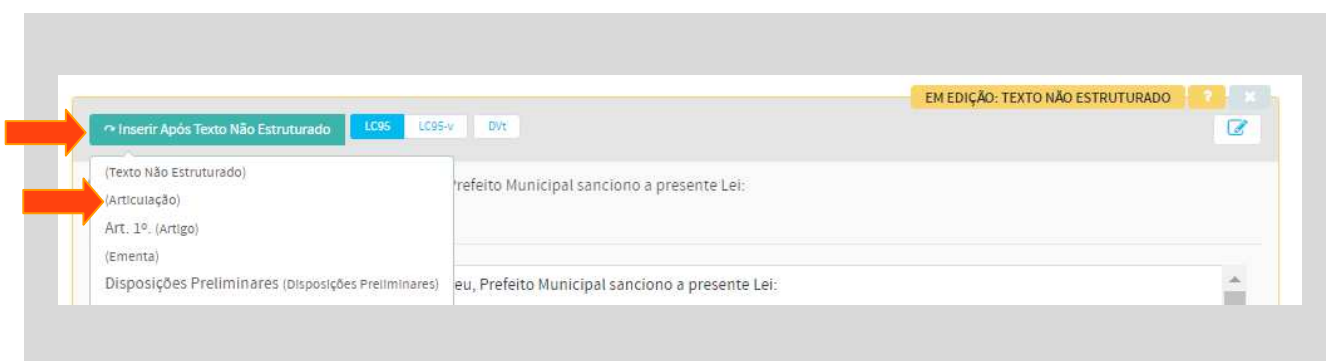 EM EDIÇÃO: TEXTO NÃO ESTRUTURADO ? ×
↷ Inserir Após Texto Não Estruturado LC95 LC95-v DVt
(Texto Não Estruturado)
refeito Municipal sanciono a presente Lei:
(Articulação)
Art. 1º. (Artigo)
(Ementa)
Disposições Preliminares (Disposições Preliminares)
eu, Prefeito Municipal sanciono a presente Lei: